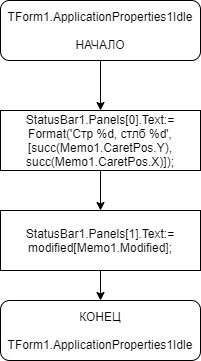 TForm1.ApplicationProperties1Idle
НАЧАЛО
StatusBar1.Panels[0].Text:=
Format('Стр %d, стлб %d',
[succ(Memo1.CaretPos.Y),
succ(Memo1.CaretPos.X)]);
StatusBar1.Panels[1].Text:=
modified[Memo1.Modified];
КОНЕЦ
TForm1.ApplicationProperties1Idle